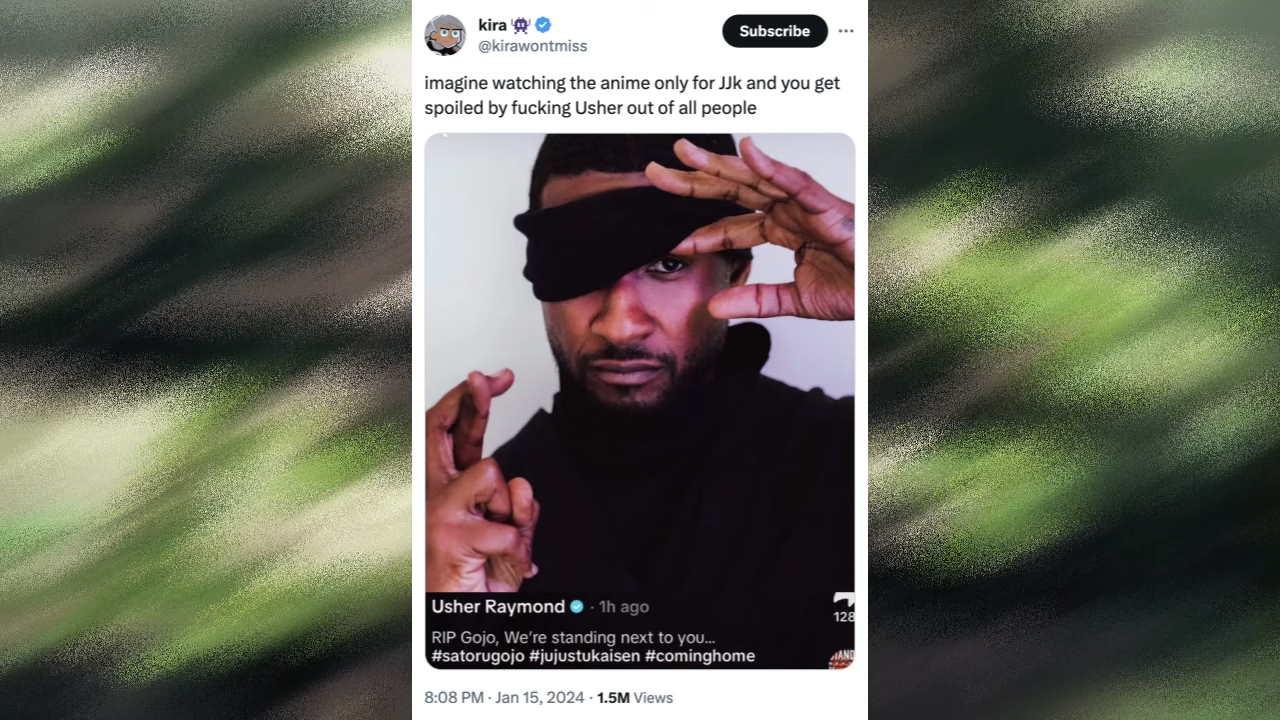 kira
Subscribe
@kirawontmiss
imagine watching the anime only for JJk and you get
spoiled by fucking Usher out of all people
Usher Raymond · 1h ago
128
RIP Gojo, We're standing next to you...
#satorugojo #jujustukaisen #cominghome
8:08 PM · Jan 15, 2024 · 1.5M Views